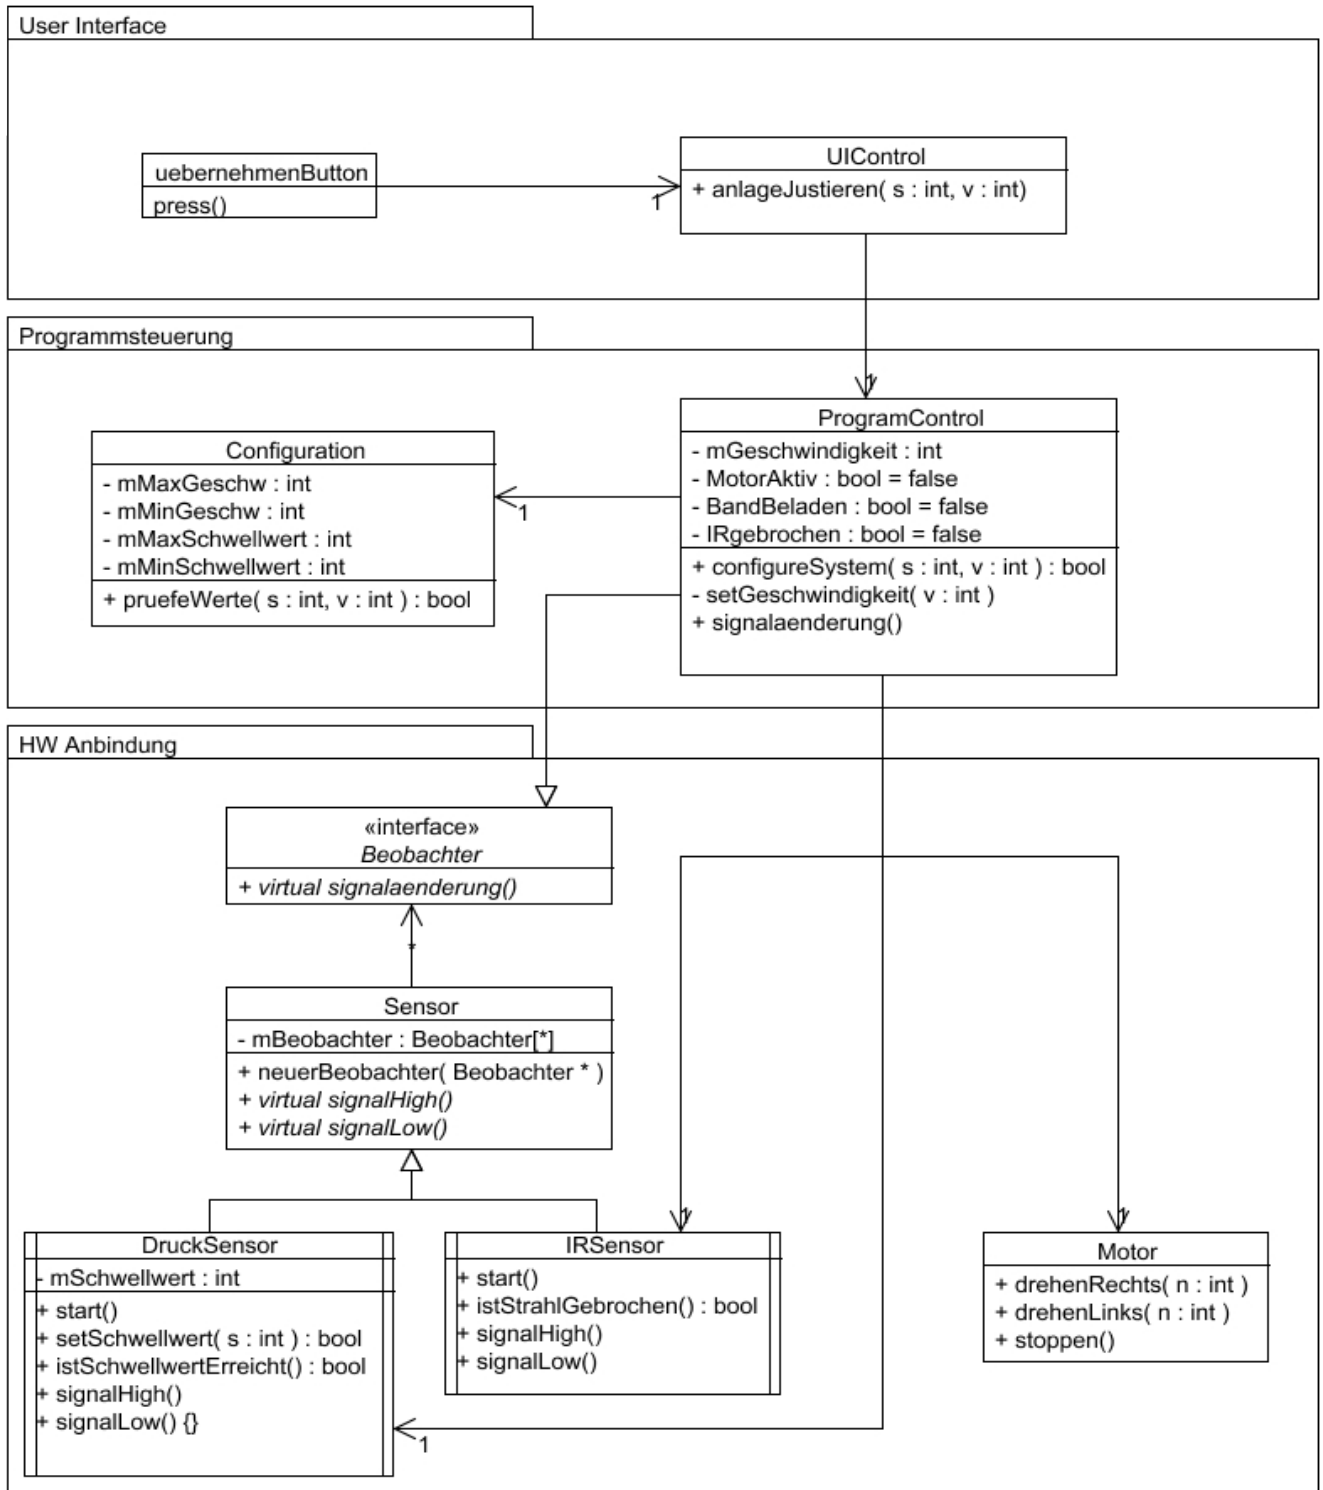 User Interface
uebernehmenButton
press()
1
UIControl
+ anlageJustieren( s : int, v : int)
1
Programmsteuerung
Configuration
- mMaxGeschw : int
- mMinGeschw : int
- mMaxSchwellwert : int
- mMinSchwellwert : int
+ pruefeWerte( s : int, v : int ) : bool
1
ProgramControl
- mGeschwindigkeit : int
- MotorAktiv : bool = false
- BandBeladen : bool = false
- IRgebrochen : bool = false
+ configureSystem( s : int, v : int ) : bool
- setGeschwindigkeit( v : int )
+ signalaenderung()
HW Anbindung
«interface»
Beobachter
+ virtual signalaenderung()
*
Sensor
- mBeobachter : Beobachter[*]
+ neuerBeobachter( Beobachter * )
+ virtual signalHigh()
+ virtual signalLow()
DruckSensor
- mSchwellwert : int
+ start()
+ setSchwellwert( s : int ) : bool
+ istSchwellwertErreicht() : bool
+ signalHigh()
+ signalLow() {}
1
1
IRSensor
+ start()
+ istStrahlGebrochen() : bool
+ signalHigh()
+ signalLow()
1
Motor
+ drehenRechts( n : int )
+ drehenLinks( n : int )
+ stoppen()